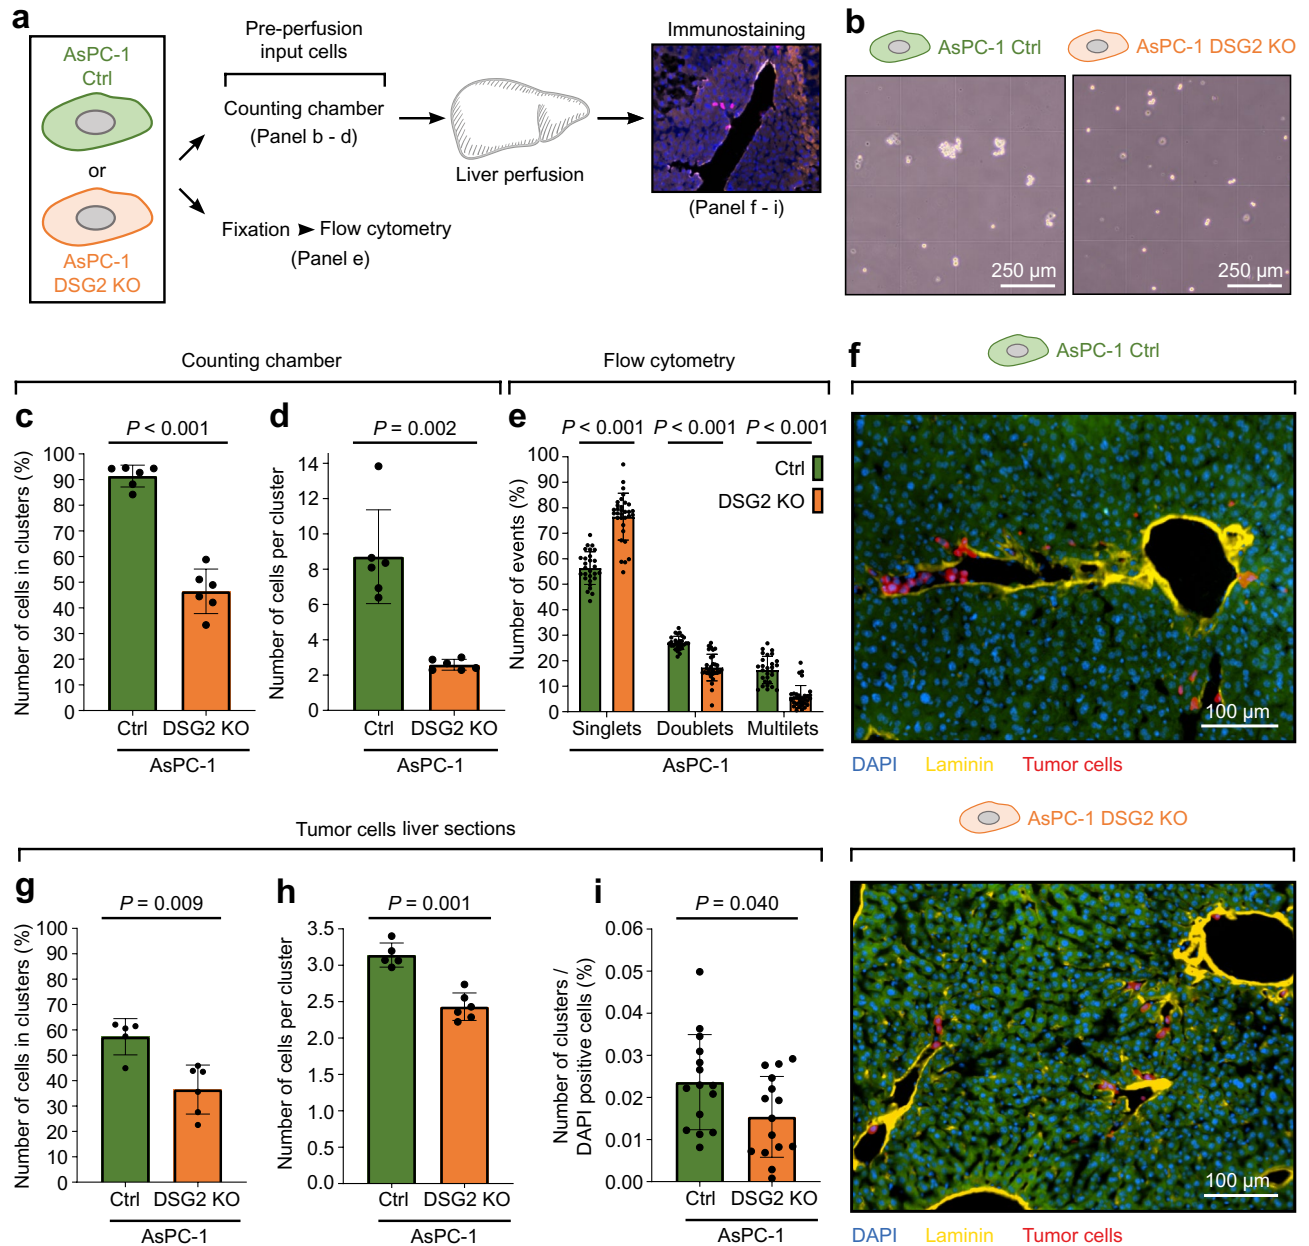 a
AsPC-1
Ctrl
or
AsPC-1
DSG2 KO
Pre-perfusion
input cells
Counting chamber
(Panel b - d)
Fixation ➤ Flow cytometry
(Panel e)
Liver perfusion
Immunostaining
(Panel f - i)
b
AsPC-1 Ctrl
AsPC-1 DSG2 KO
250 µm
250 µm
Counting chamber
Flow cytometry
c
P < 0.001
Number of cells in clusters (%)
100
90
80
70
60
50
40
30
20
10
0
Ctrl
DSG2 KO
AsPC-1
d
P = 0.002
Number of cells per cluster
14
12
10
8
6
4
2
0
Ctrl
DSG2 KO
AsPC-1
e
P < 0.001
P < 0.001
P < 0.001
Ctrl
DSG2 KO
Number of events (%)
100
90
80
70
60
50
40
30
20
10
0
Singlets
Doublets
Multilets
AsPC-1
f
AsPC-1 Ctrl
100 µm
DAPI
Laminin
Tumor cells
AsPC-1 DSG2 KO
100 µm
DAPI
Laminin
Tumor cells
Tumor cells liver sections
g
P = 0.009
Number of cells in clusters (%)
100
90
80
70
60
50
40
30
20
10
0
Ctrl
DSG2 KO
AsPC-1
h
P = 0.001
Number of cells per cluster
3.5
3.0
2.5
2.0
1.5
1.0
0.5
0.0
Ctrl
DSG2 KO
AsPC-1
i
P = 0.040
Number of clusters /
DAPI positive cells (%)
0.06
0.05
0.04
0.03
0.02
0.01
0.00
Ctrl
DSG2 KO
AsPC-1